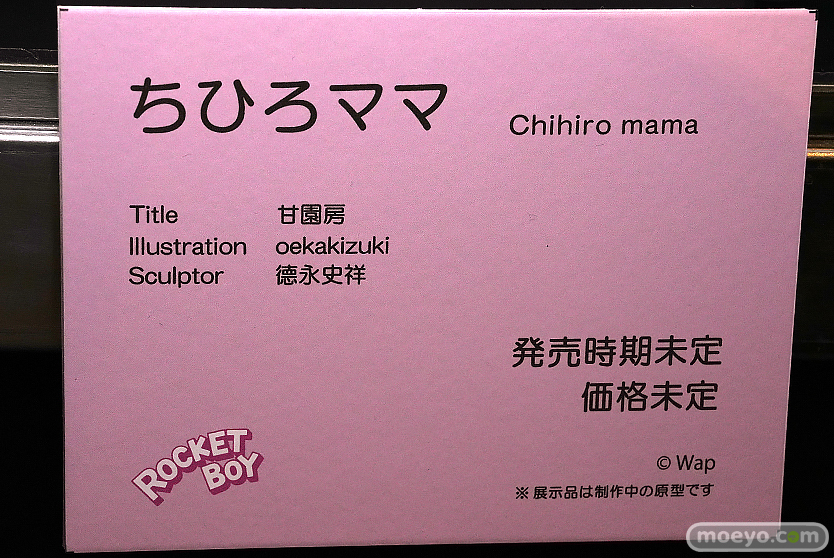 ちひろママ Chihiro mama
Title 甘園房
Illustration oekakizuki
Sculptor 德永史祥
発売時期未定
価格未定
ROCKET
BOY
© Wap
※展示品は制作中の原型です
moeyo.com